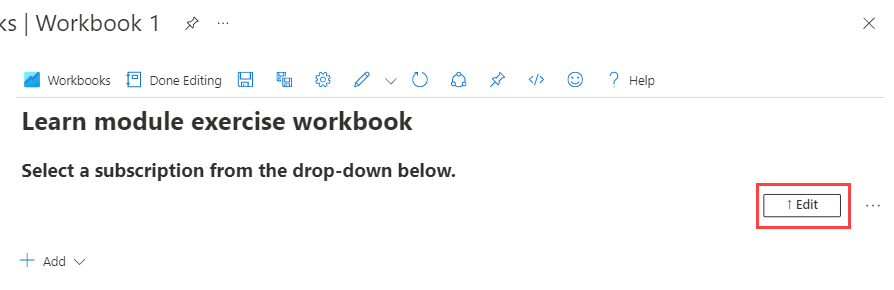 ks | Workbook 1
Workbooks Done Editing Help
Learn module exercise workbook
Select a subscription from the drop-down below.
↑ Edit
Add